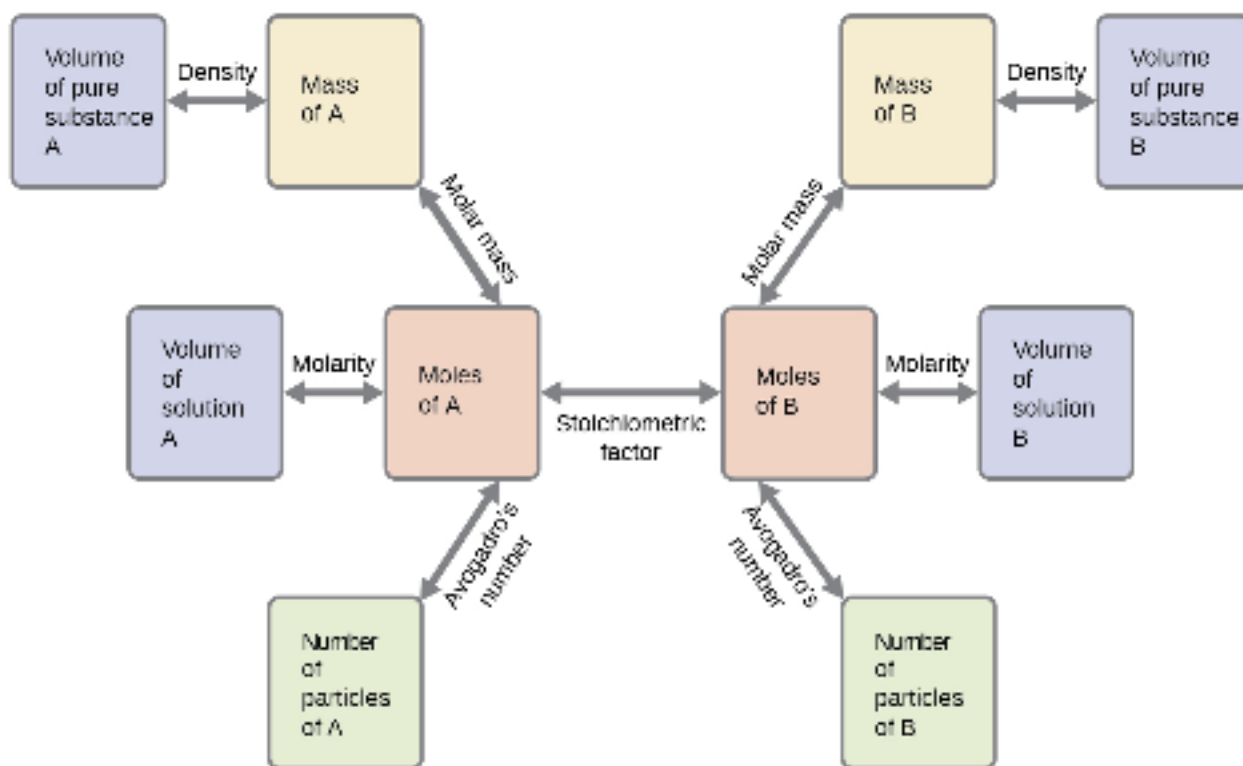 Volume
of pure
substance
A
Density
Mass
of A
Mass
of B
Density
Volume
of pure
substance
B
Molar mass
Molar mass
Volume
of
solution
A
Molarity
Moles
of A
Stoichiometric
factor
Moles
of B
Molarity
Volume
of
solution
B
Avogadro's
number
Avogadro's
number
Number
of
particles
of A
Number
of
particles
of B